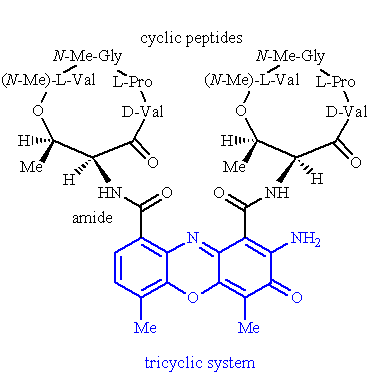 cyclic peptides
N-Me-Gly N-Me-Gly
(N-Me)-L-Val L-Pro (N-Me)-L-Val L-Pro
O D-Val O D-Val
H H
Me O Me O
H H
HN NH
amide O O
N NH2
O O
Me Me
tricyclic system